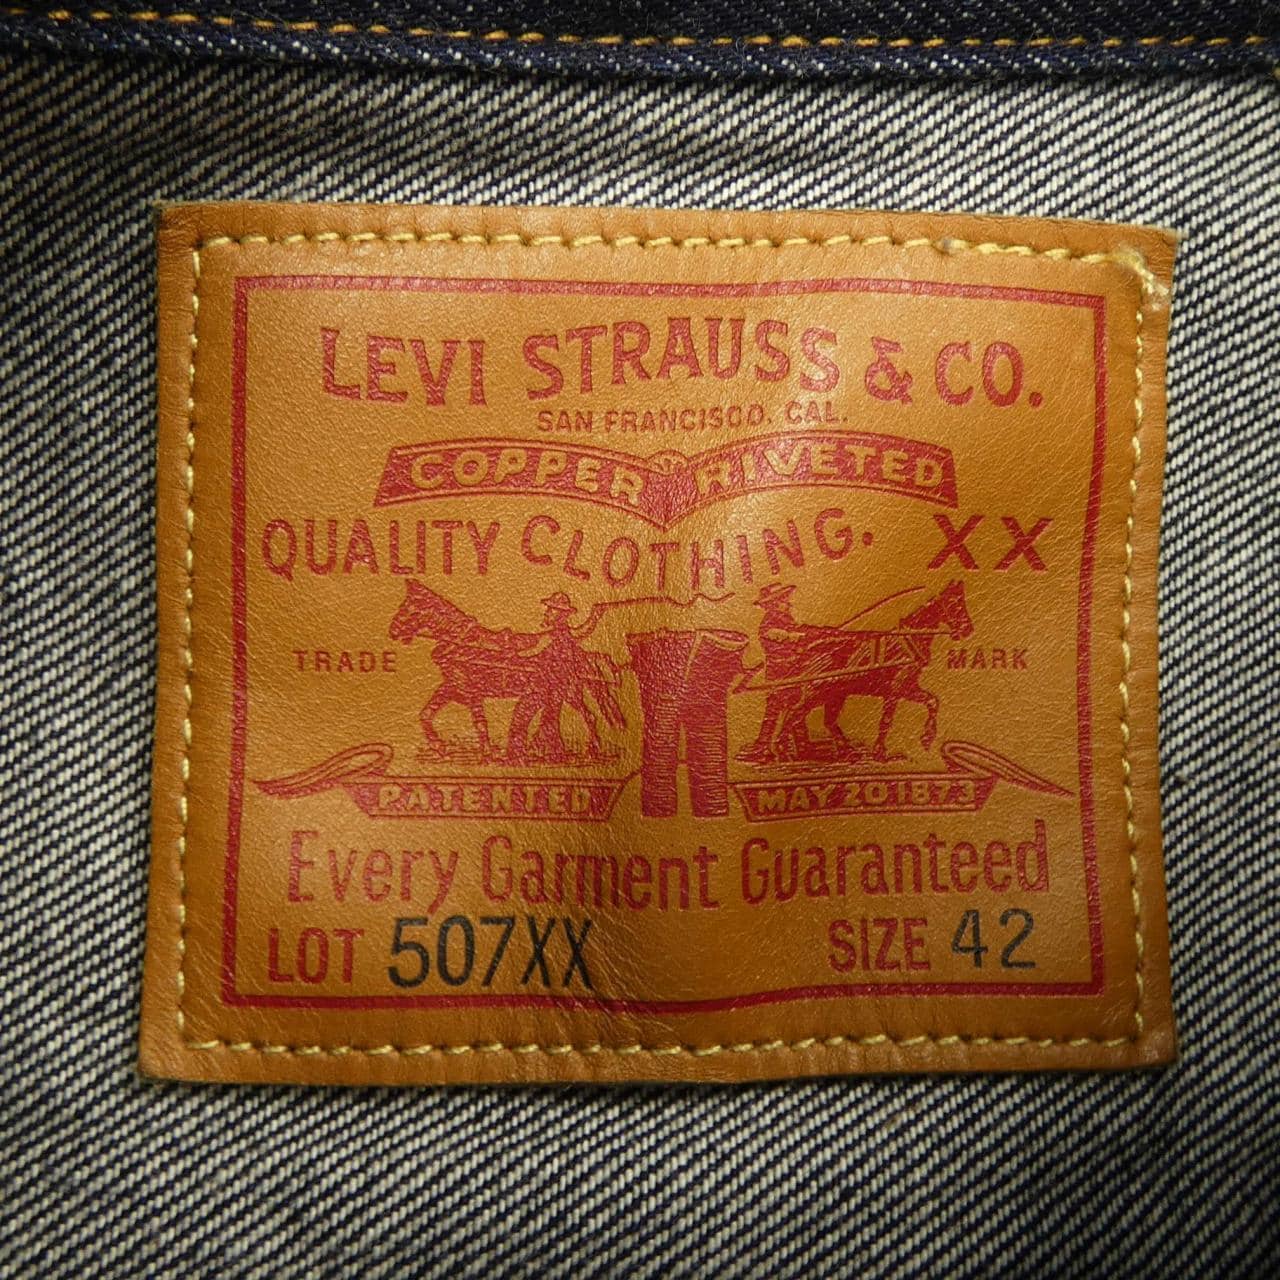 LEVI STRAUSS & CO.
SAN FRANCISCO, CAL.
COPPER RIVETED
QUALITY CLOTHING. XX
TRADE MARK
PATENTED MAY 20 1873
Every Garment Guaranteed
LOT 507XX SIZE 42